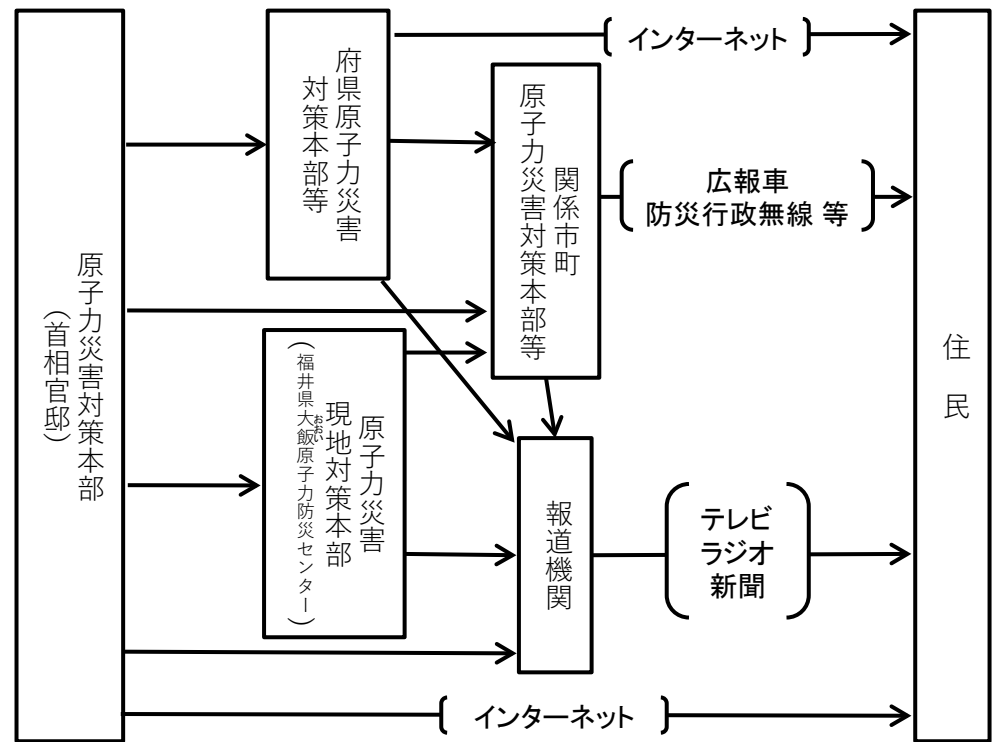 原子力災害対策本部
(首相官邸)
府県原子力災害
対策本部等
インターネット
関係市町
原子力災害対策本部等
広報車
防災行政無線 等
原子力災害
現地対策本部
(福井県大飯原子力防災センター)
おおい
報道機関
テレビ
ラジオ
新聞
インターネット
住民